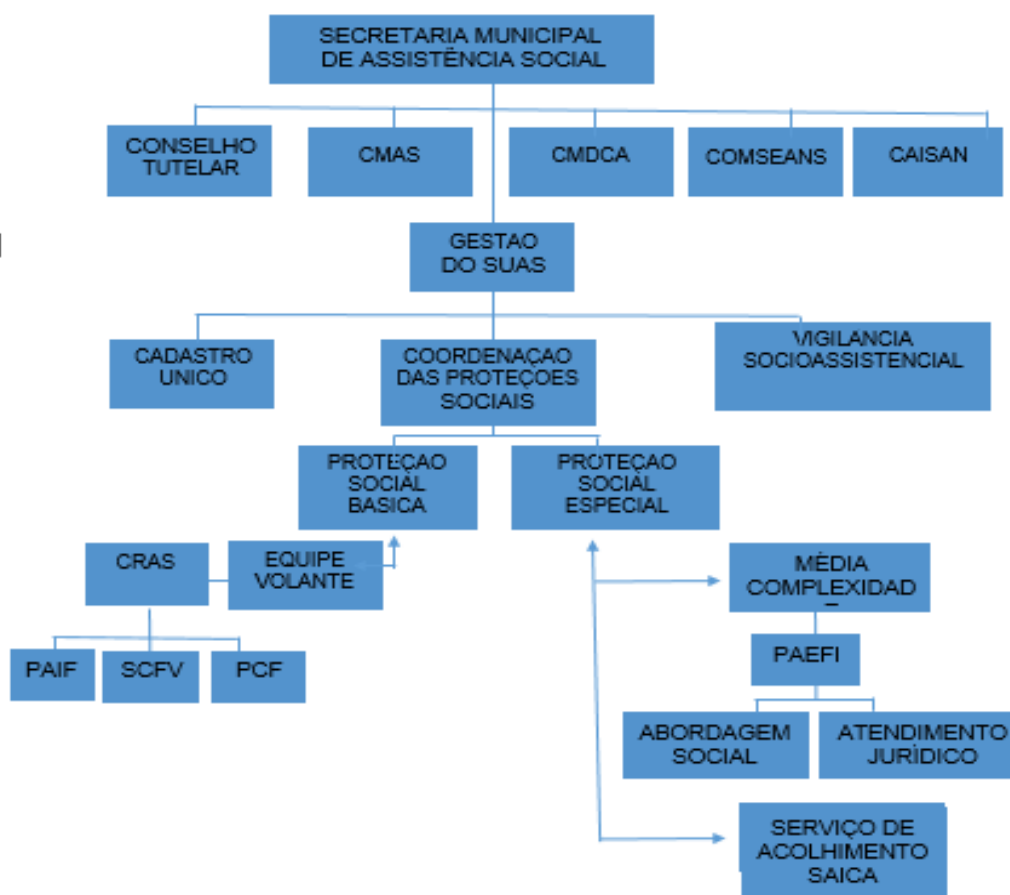 SECRETARIA MUNICIPAL
DE ASSISTÊNCIA SOCIAL
CONSELHO
TUTELAR
CMAS
CMDCA
COMSEANS
CAISAN
GESTAO
DO SUAS
CADASTRO
UNICO
COORDENAÇAO
DAS PROTEÇÕES
SOCIAIS
VIGILANCIA
SOCIOASSISTENCIAL
PROTEÇAO
SOCIAL
BASICA
PROTEÇAO
SOCIAL
ESPECIAL
CRAS
EQUIPE
VOLANTE
MÉDIA
COMPLEXIDAD
PAIF
SCFV
PCF
PAEFI
ABORDAGEM
SOCIAL
ATENDIMENTO
JURÍDICO
SERVIÇO DE
ACOLHIMENTO
SAICA